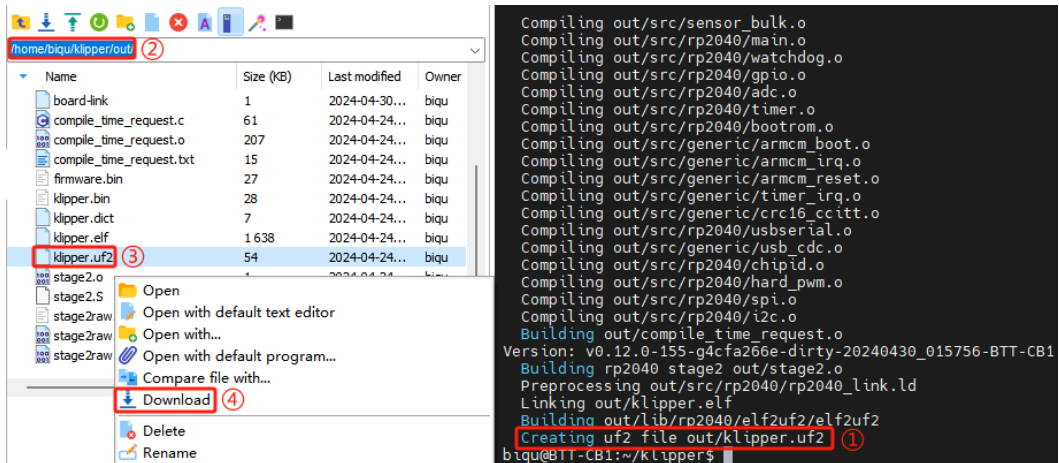 /home/biqu/klipper/out/ ②
Name Size (KB) Last modified Owner
board-link 1 2024-04-30... biqu
compile_time_request.c 61 2024-04-24... biqu
compile_time_request.o 207 2024-04-24... biqu
compile_time_request.txt 15 2024-04-24... biqu
firmware.bin 27 2024-04-24... biqu
klipper.bin 28 2024-04-24... biqu
klipper.dict 7 2024-04-24... biqu
klipper.elf 1 638 2024-04-24... biqu
klipper.uf2 ③ 54 2024-04-24... biqu
stage2.o
stage2.S
stage2raw
stage2raw
Open
Open with default text editor
Open with...
Open with default program...
Compare file with...
Download ④
Delete
Rename
Compiling out/src/sensor_bulk.o
Compiling out/src/rp2040/main.o
Compiling out/src/rp2040/watchdog.o
Compiling out/src/rp2040/gpio.o
Compiling out/src/rp2040/adc.o
Compiling out/src/rp2040/timer.o
Compiling out/src/rp2040/bootrom.o
Compiling out/src/generic/armcm_boot.o
Compiling out/src/generic/armcm_irq.o
Compiling out/src/generic/armcm_reset.o
Compiling out/src/generic/timer_irq.o
Compiling out/src/generic/crc16_ccitt.o
Compiling out/src/rp2040/usbserial.o
Compiling out/src/generic/usb_cdc.o
Compiling out/src/rp2040/chipid.o
Compiling out/src/rp2040/hard_pwm.o
Compiling out/src/rp2040/spi.o
Compiling out/src/rp2040/i2c.o
Building out/compile_time_request.o
Version: v0.12.0-155-g4cfa266e-dirty-20240430_015756-BTT-CB1
Building rp2040 stage2 out/stage2.o
Preprocessing out/src/rp2040/rp2040_link.ld
Linking out/klipper.elf
Building out/lib/rp2040/elf2uf2/elf2uf2
Creating uf2 file out/klipper.uf2 ①
biqu@BTT-CB1:~/klipper$